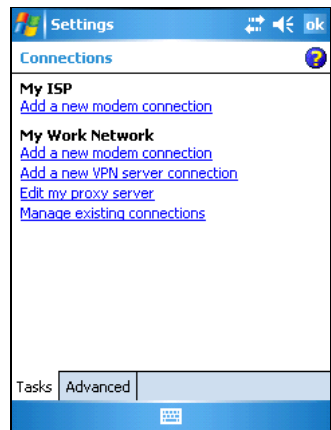 Settings ok
Connections
My ISP
Add a new modem connection
My Work Network
Add a new modem connection
Add a new VPN server connection
Edit my proxy server
Manage existing connections
Tasks Advanced